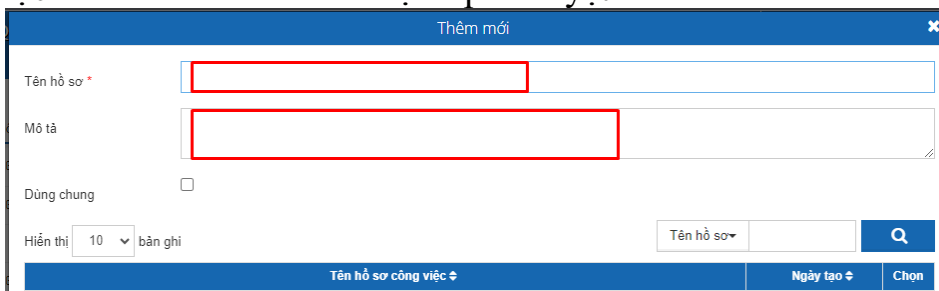 Thêm mới
Tên hồ sơ *
Mô tả
Dùng chung
Hiển thị 10 bản ghi Tên hồ sơ
Tên hồ sơ công việc Ngày tạo Chọn